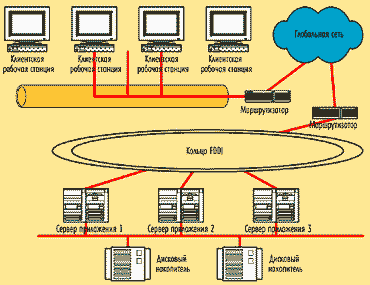 Клиентская
рабочая станция
Клиентская
рабочая станция
Клиентская
рабочая станция
Клиентская
рабочая станция
Глобальная сеть
Маршрутизатор
Маршрутизатор
Кольцо FDDI
Сервер приложения 1
Сервер приложения 2
Сервер приложения 3
Дисковый
накопитель
Дисковый
накопитель